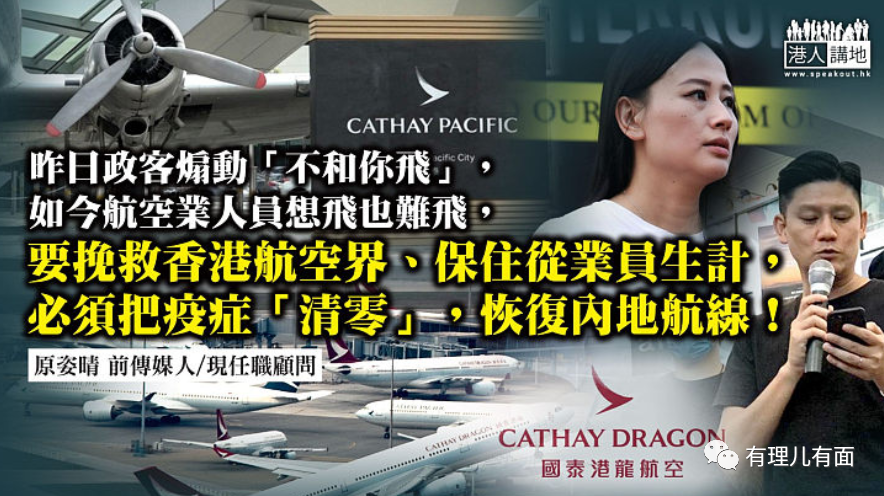 港人講地
www.speakout.hk
CATHAY PACIFIC
acific City
昨日政客煽動「不和你飛」，
如今航空業人員想飛也難飛，
要挽救香港航空界、保住從業員生計，
必須把疫症「清零」，恢復內地航線！
原姿晴 前傳媒人/現任職顧問
CATHAY DRAGON
國泰港龍航空
有理儿有面